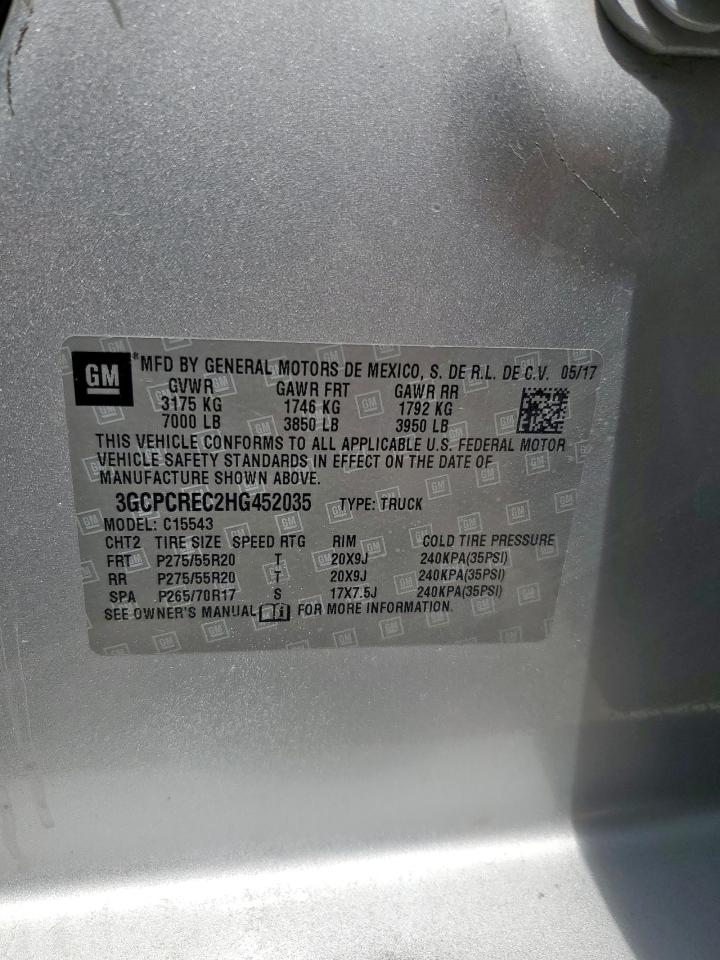 GM *MFD BY GENERAL MOTORS DE MEXICO, S. DE R.L. DE C.V. 05/17
GVWR GAWR FRT GAWR RR
3175 KG 1746 KG 1792 KG
7000 LB 3850 LB 3950 LB
THIS VEHICLE CONFORMS TO ALL APPLICABLE U.S. FEDERAL MOTOR
VEHICLE SAFETY STANDARDS IN EFFECT ON THE DATE OF
MANUFACTURE SHOWN ABOVE.
3GCPCREC2HG452035 TYPE: TRUCK
MODEL: C15543
CHT2 TIRE SIZE SPEED RTG RIM COLD TIRE PRESSURE
FRT P275/55R20 T 20X9J 240KPA(35PSI)
RR P275/55R20 T 20X9J 240KPA(35PSI)
SPA P265/70R17 S 17X7.5J 240KPA(35PSI)
SEE OWNER'S MANUAL FOR MORE INFORMATION.